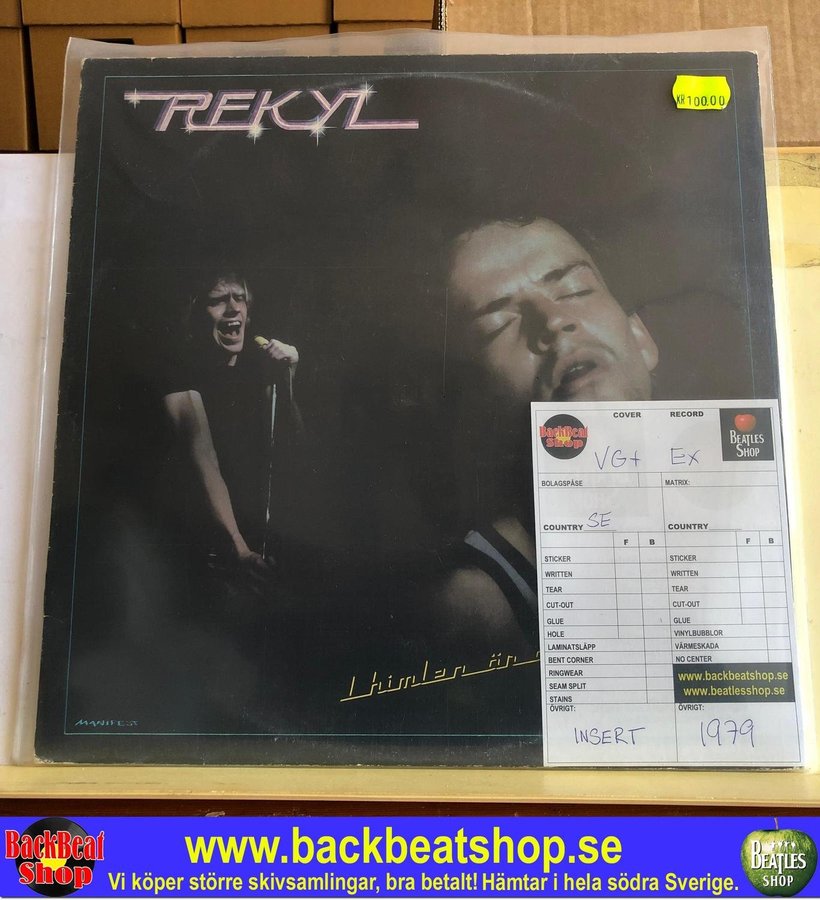 REKYL
KR 100.00
COVER RECORD
BackBeat Shop
BEATLES SHOP
VG+ EX
BOLAGSPÅSE MATRIX:
COUNTRY SE COUNTRY
F B F B
STICKER STICKER
WRITTEN WRITTEN
TEAR TEAR
CUT-OUT CUT-OUT
GLUE GLUE
HOLE VINYLBUBBLOR
LAMINATSLÄPP VÄRMESKADA
BENT CORNER NO CENTER
RINGWEAR
SEAM SPLIT
STAINS
www.backbeatshop.se
www.beatlesshop.se
ÖVRIGT: ÖVRIGT:
INSERT 1979
I himlen är
MANIFEST
BackBeat Shop
www.backbeatshop.se
Vi köper större skivsamlingar, bra betalt! Hämtar i hela södra Sverige.
BEATLES SHOP